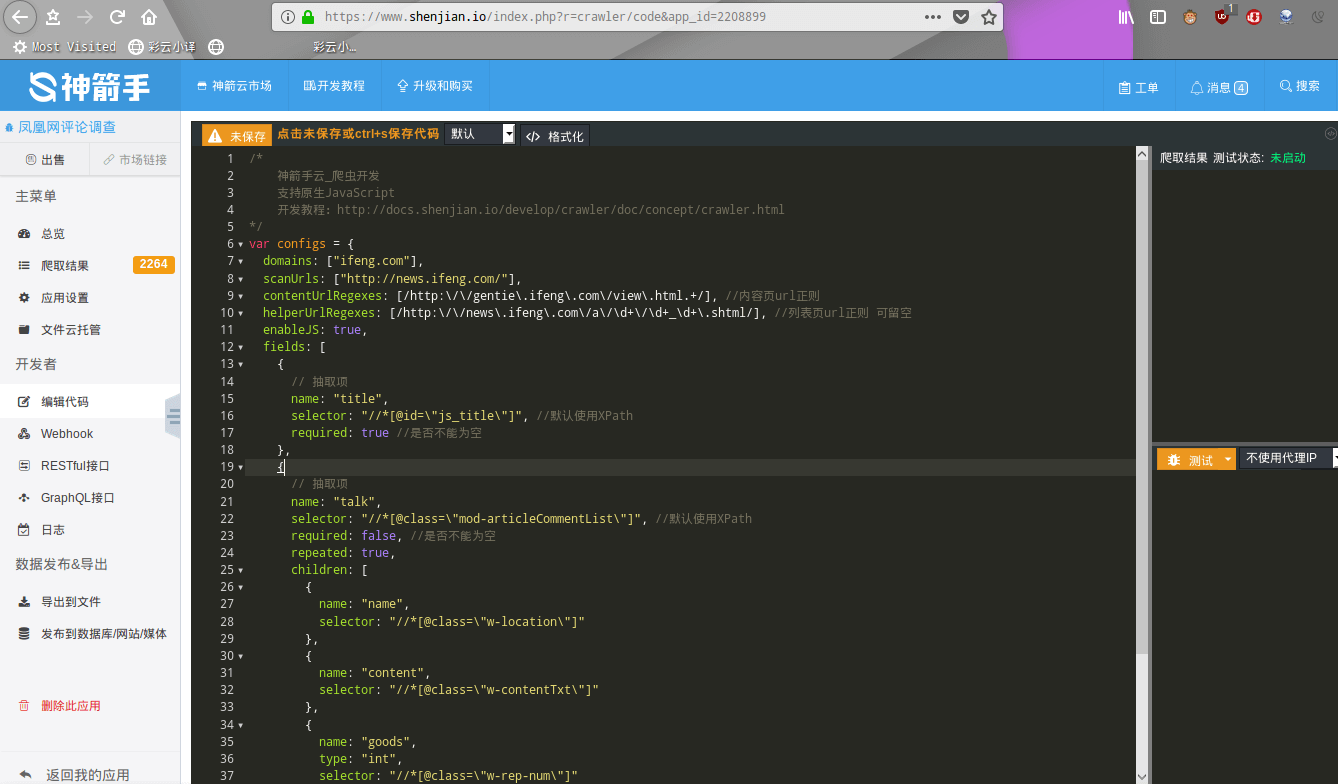 https://www.shenjian.io/index.php?r=crawler/code&app_id=2208899
1
Most Visited 彩云小译 彩云小…
神箭手 神箭云市场 开发教程 升级和购买 工单 消息 4 搜索
凤凰网评论调查
出售 市场链接
主菜单
总览
爬取结果 2264
应用设置
文件云托管
开发者
编辑代码
Webhook
RESTful接口
GraphQL接口
日志
数据发布&导出
导出到文件
发布到数据库/网站/媒体
删除此应用
返回我的应用
未保存 点击未保存或ctrl+s保存代码 默认 </> 格式化
1 /*
2 神箭手云_爬虫开发
3 支持原生JavaScript
4 开发教程: http://docs.shenjian.io/develop/crawler/doc/concept/crawler.html
5 */
6 var configs = {
7 domains: ["ifeng.com"],
8 scanUrls: ["http://news.ifeng.com/"],
9 contentUrlRegexes: [/http:\/\/gentie\.ifeng\.com\/view\.html.+/], //内容页url正则
10 helperUrlRegexes: [/http:\/\/news\.ifeng\.com\/a\/\d+\/\d+_\d+\.shtml/], //列表页url正则 可留空
11 enableJS: true,
12 fields: [
13 {
14 // 抽取项
15 name: "title",
16 selector: "//*[@id=\"js_title\"]", //默认使用XPath
17 required: true //是否不能为空
18 },
19 {
20 // 抽取项
21 name: "talk",
22 selector: "//*[@class=\"mod-articleCommentList\"]", //默认使用XPath
23 required: false, //是否不能为空
24 repeated: true,
25 children: [
26 {
27 name: "name",
28 selector: "//*[@class=\"w-location\"]"
29 },
30 {
31 name: "content",
32 selector: "//*[@class=\"w-contentTxt\"]"
33 },
34 {
35 name: "goods",
36 type: "int",
37 selector: "//*[@class=\"w-rep-num\"]"
爬取结果 测试状态: 未启动
测试 不使用代理IP